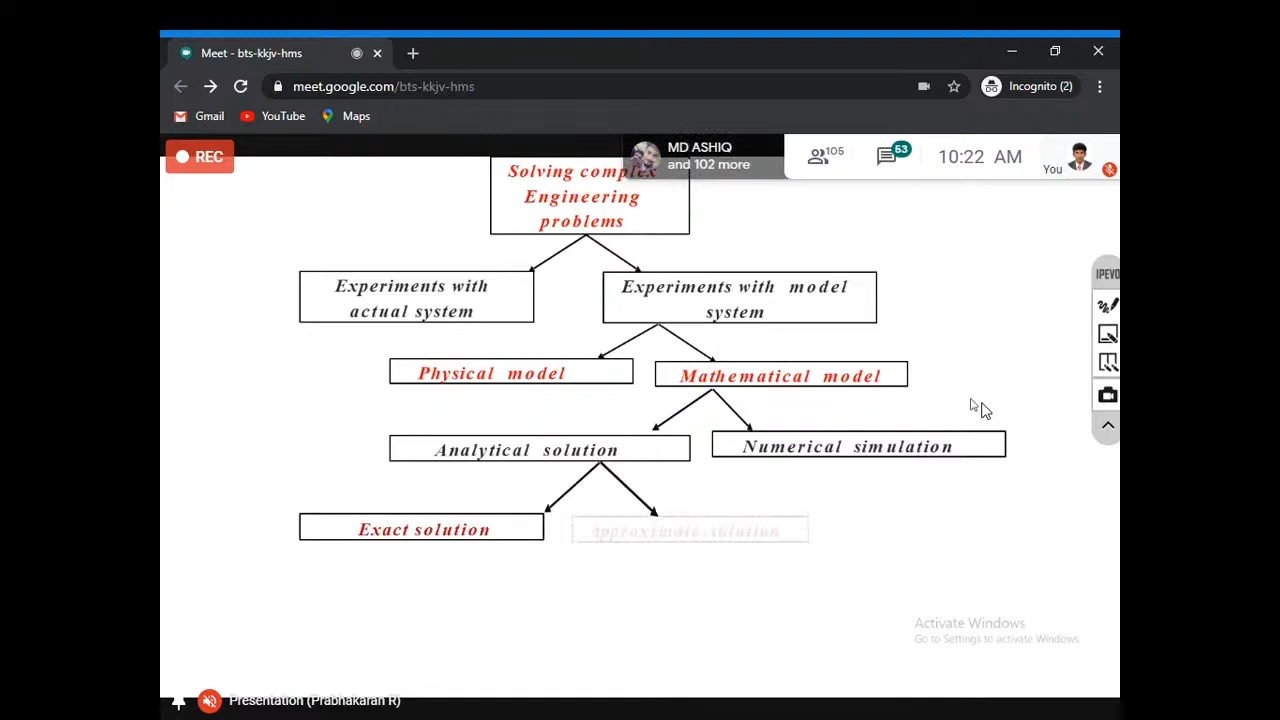 Meet - bts-kkjv-hms
meet.google.com/bts-kkjv-hms
Incognito (2)
Gmail
YouTube
Maps
REC
MD ASHIQ
and 102 more
105
53
10:22 AM
You
Solving complex
Engineering
problems
IPEVO
Experiments with
actual system
Experiments with model
system
Physical model
Mathematical model
Analytical solution
Numerical simulation
Exact solution
Approximate solution
Activate Windows
Go to Settings to activate Windows.
Presentation (Prabhakaran R)